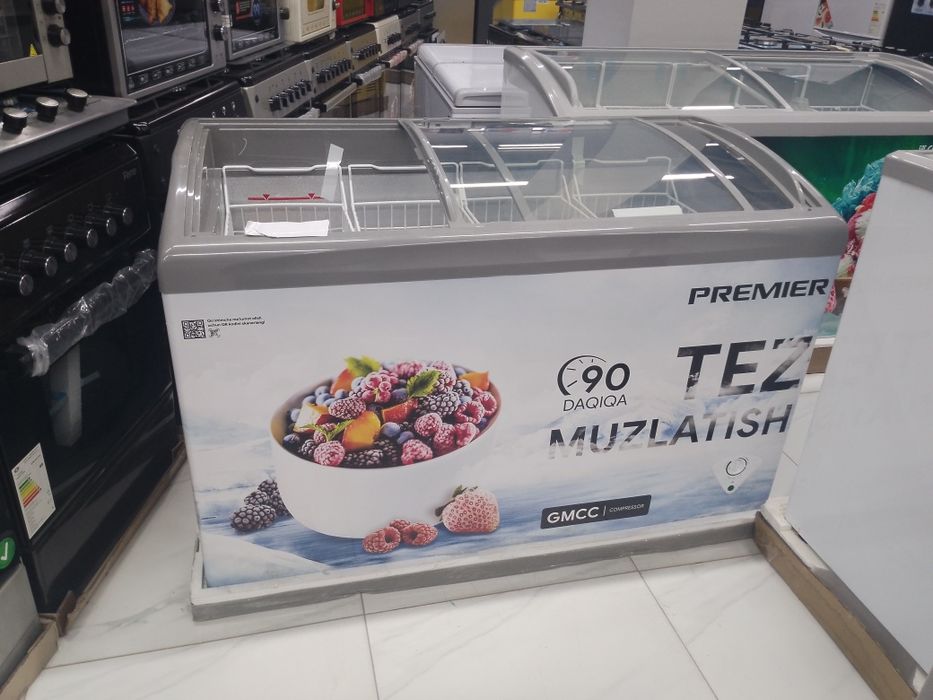 PREMIER
90
DAQIQA
TEZ
MUZLATISH
GMCC | COMPRESSOR